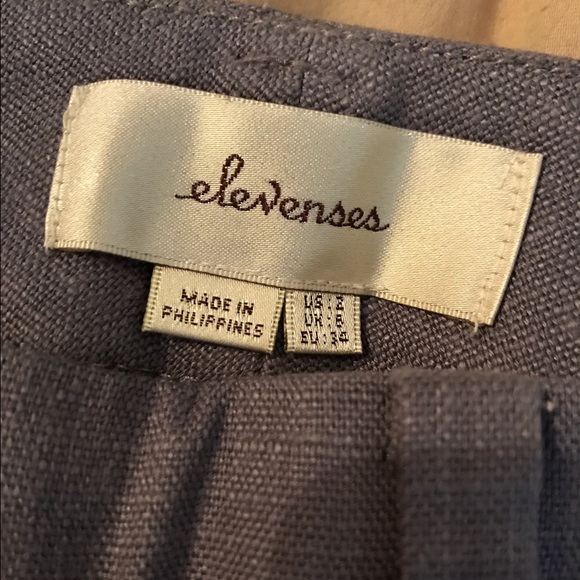 elevenses
MADE IN
PHILIPPINES
US : 2
UK : 6
EU : 34